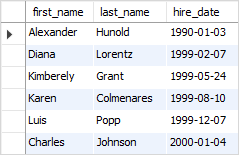 first_name last_name hire_date
Alexander Hunold 1990-01-03
Diana Lorentz 1999-02-07
Kimberely Grant 1999-05-24
Karen Colmenares 1999-08-10
Luis Popp 1999-12-07
Charles Johnson 2000-01-04